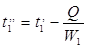 t₁'' = t₁' - Q/W₁